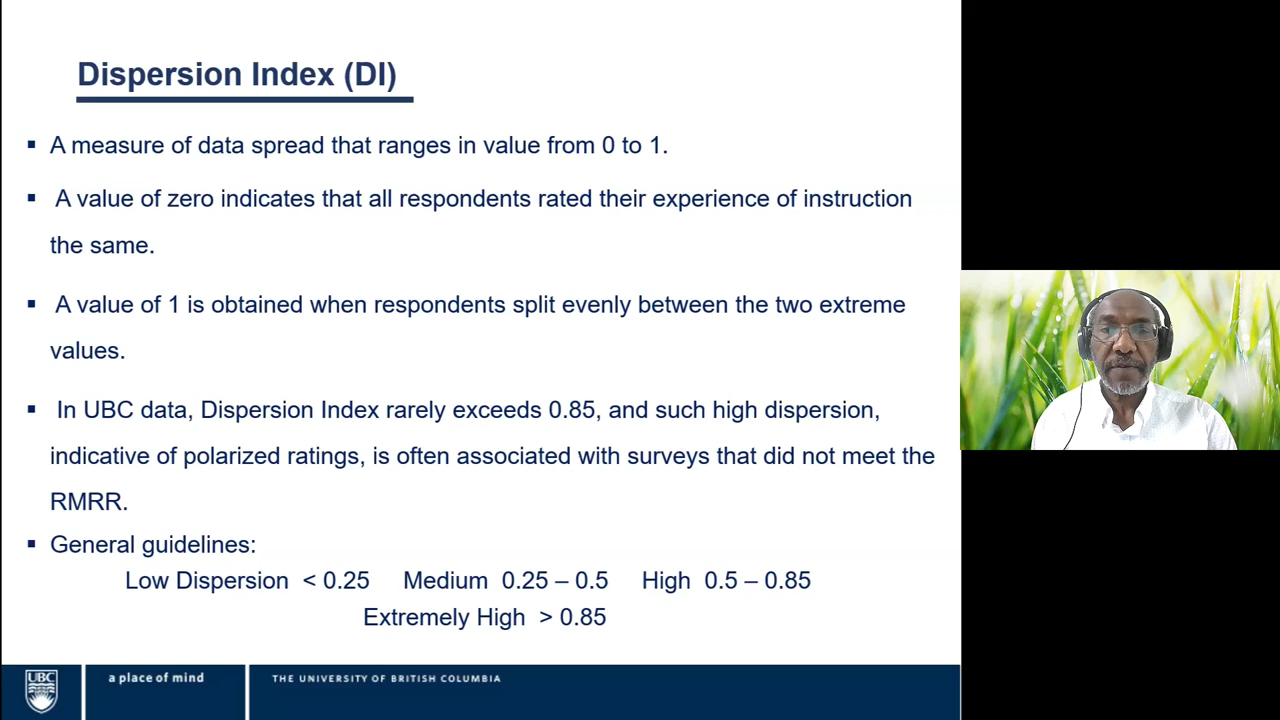 Dispersion Index (DI)
▪ A measure of data spread that ranges in value from 0 to 1.
▪ A value of zero indicates that all respondents rated their experience of instruction
the same.
▪ A value of 1 is obtained when respondents split evenly between the two extreme
values.
▪ In UBC data, Dispersion Index rarely exceeds 0.85, and such high dispersion,
indicative of polarized ratings, is often associated with surveys that did not meet the
RMRR.
▪ General guidelines:
Low Dispersion < 0.25 Medium 0.25 – 0.5 High 0.5 – 0.85
Extremely High > 0.85
UBC
a place of mind
THE UNIVERSITY OF BRITISH COLUMBIA